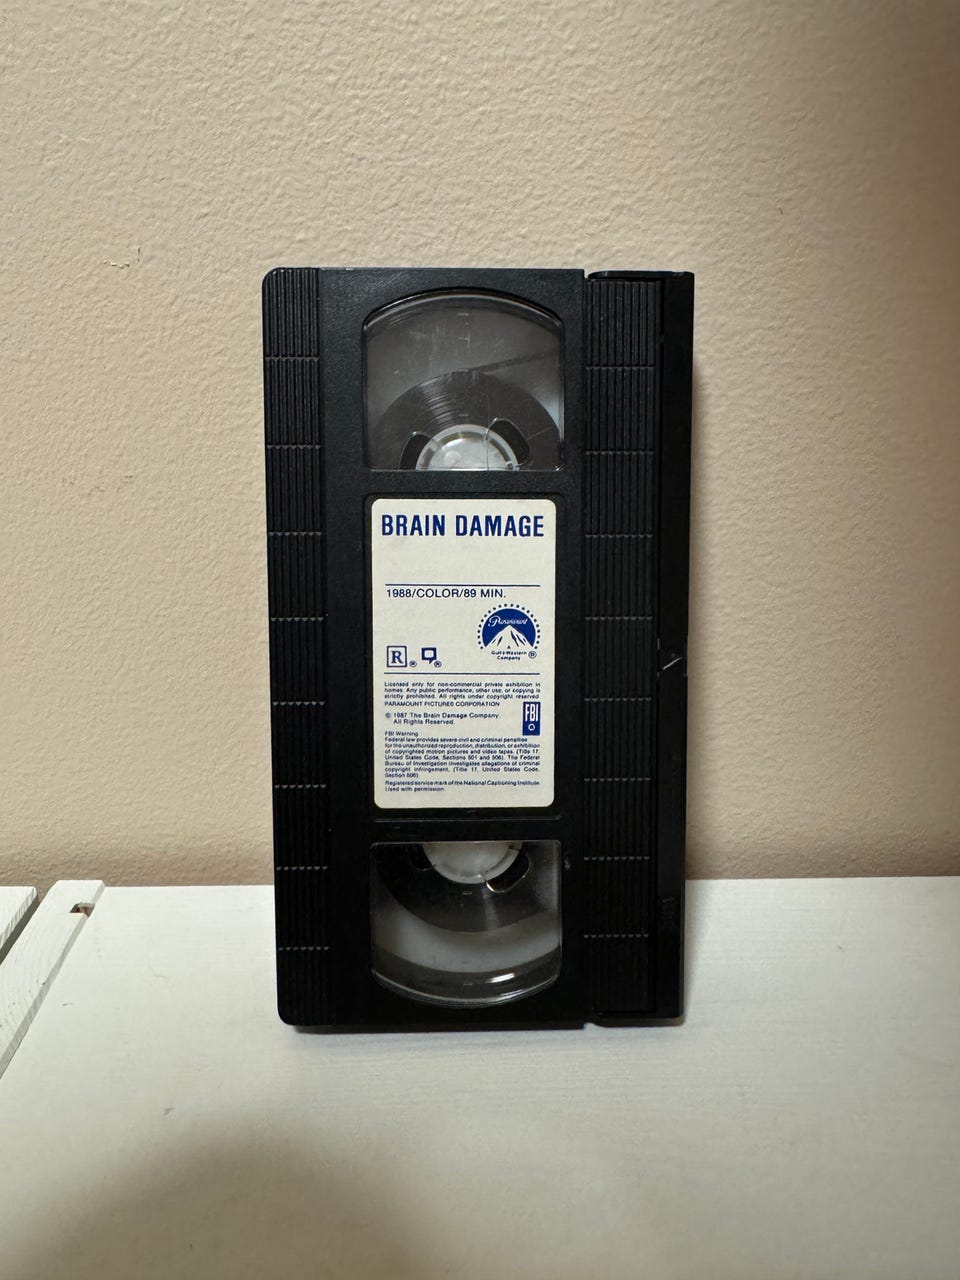 BRAIN DAMAGE
1988/COLOR/89 MIN.
Paramount
Gulf+Western
Company ®
R ® ®
Licensed only for non-commercial private exhibition in
homes. Any public performance, other use, or copying is
strictly prohibited. All rights under copyright reserved.
PARAMOUNT PICTURES CORPORATION
© 1987 The Brain Damage Company.
All Rights Reserved.
FBI
FBI Warning
Federal law provides severe civil and criminal penalties
for the unauthorized reproduction, distribution, or exhibition
of copyrighted motion pictures and video tapes. (Title 17,
United States Code, Sections 501 and 506). The Federal
Bureau of Investigation investigates allegations of criminal
copyright infringement. (Title 17, United States Code,
Section 506)
Registered service mark of the National Captioning Institute.
Used with permission.